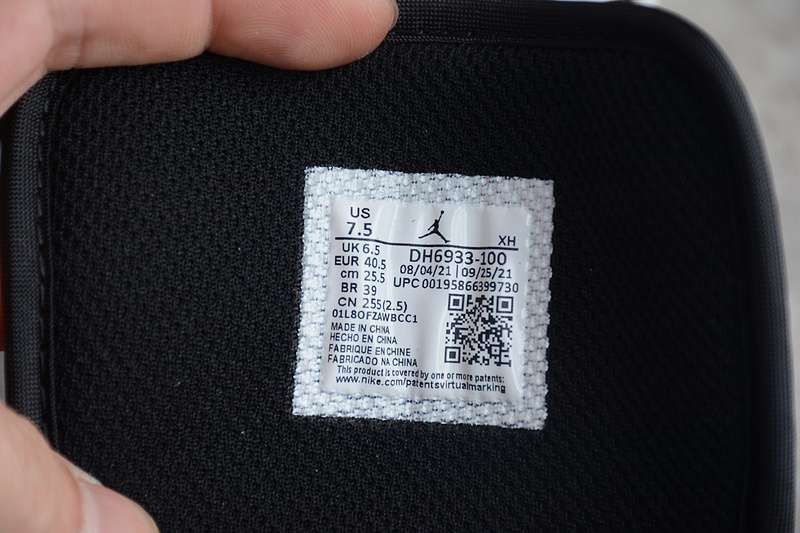 US
7.5
XH
UK 6.5
DH6933-100
EUR 40.5
08/04/21 | 09/25/21
cm 25.5
UPC 00195866399730
BR 39
CN 255(2.5)
01L8OFZAWBCC1
MADE IN CHINA
HECHO EN CHINA
FABRIQUE EN CHINE
FABRICADO NA CHINA
This product is covered by one or more patents:
www.nike.com/patentsvirtualmarking